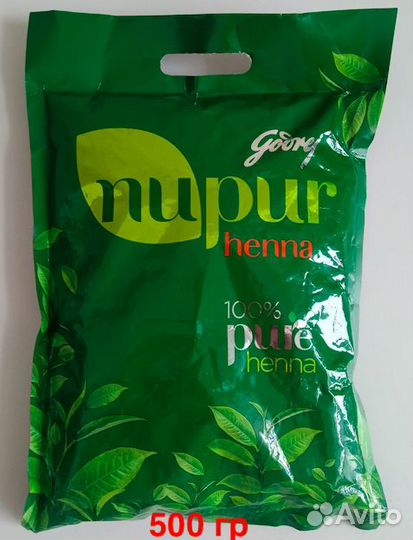 Godrej
nupur
henna
100%
pure
henna
500 гр
Avito